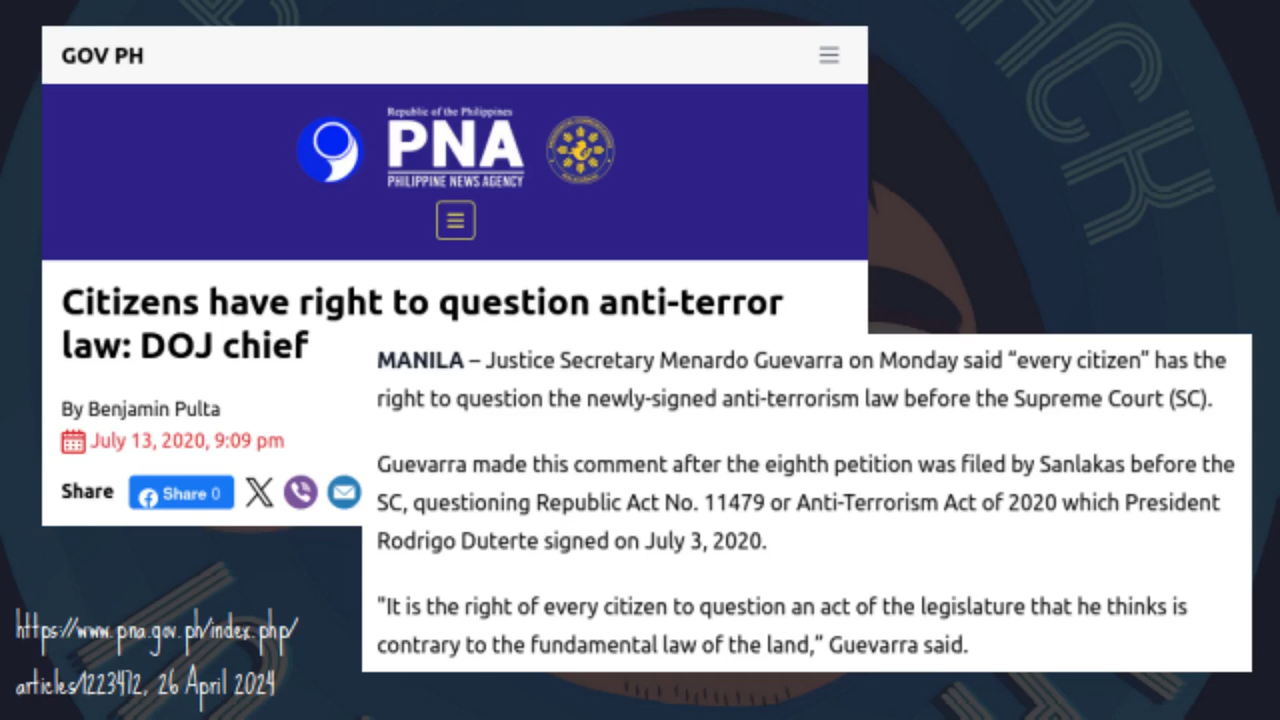 GOV PH
Republic of the Philippines
PNA
PHILIPPINE NEWS AGENCY
Citizens have right to question anti-terror
law: DOJ chief
By Benjamin Pulta
July 13, 2020, 9:09 pm
Share
Share 0
MANILA – Justice Secretary Menardo Guevarra on Monday said “every citizen” has the
right to question the newly-signed anti-terrorism law before the Supreme Court (SC).
Guevarra made this comment after the eighth petition was filed by Sanlakas before the
SC, questioning Republic Act No. 11479 or Anti-Terrorism Act of 2020 which President
Rodrigo Duterte signed on July 3, 2020.
"It is the right of every citizen to question an act of the legislature that he thinks is
contrary to the fundamental law of the land,” Guevarra said.
https://www.pna.gov.ph/index.php/
26 April 2024